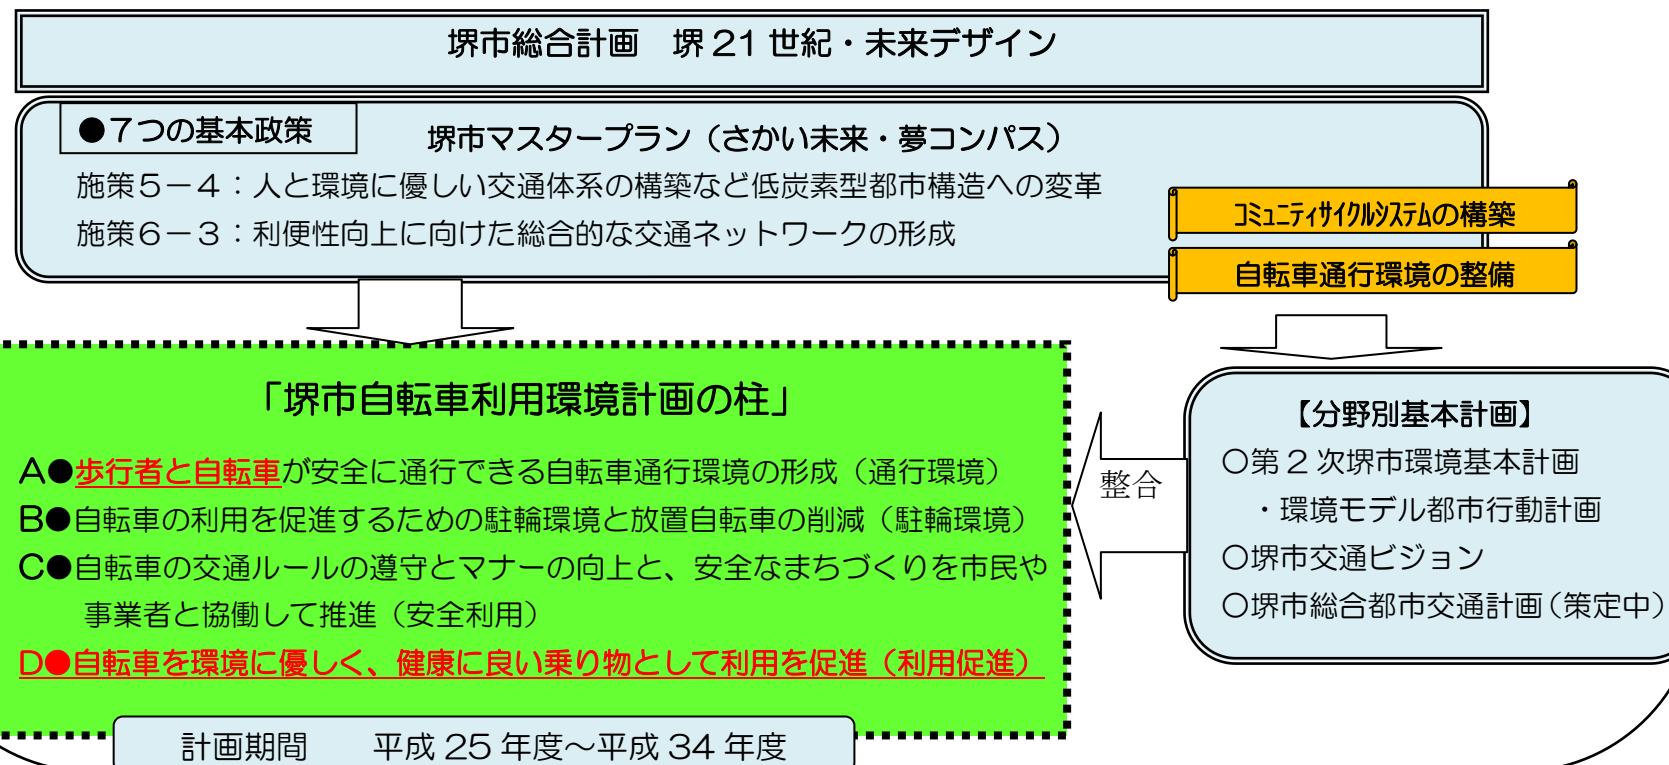 堺市総合計画　堺21世紀・未来デザイン
●７つの基本政策
堺市マスタープラン（さかい未来・夢コンパス）
施策５－４：人と環境に優しい交通体系の構築など低炭素型都市構造への変革
施策６－３：利便性向上に向けた総合的な交通ネットワークの形成
ｺﾐｭﾆﾃｨｻｲｸﾙｼｽﾃﾑの構築
自転車通行環境の整備
「堺市自転車利用環境計画の柱」
A●歩行者と自転車が安全に通行できる自転車通行環境の形成（通行環境）
B●自転車の利用を促進するための駐輪環境と放置自転車の削減（駐輪環境）
C●自転車の交通ルールの遵守とマナーの向上と、安全なまちづくりを市民や
事業者と協働して推進（安全利用）
D●自転車を環境に優しく、健康に良い乗り物として利用を促進（利用促進）
計画期間　　平成25年度～平成34年度
整合
【分野別基本計画】
○第２次堺市環境基本計画
・環境モデル都市行動計画
○堺市交通ビジョン
○堺市総合都市交通計画（策定中）